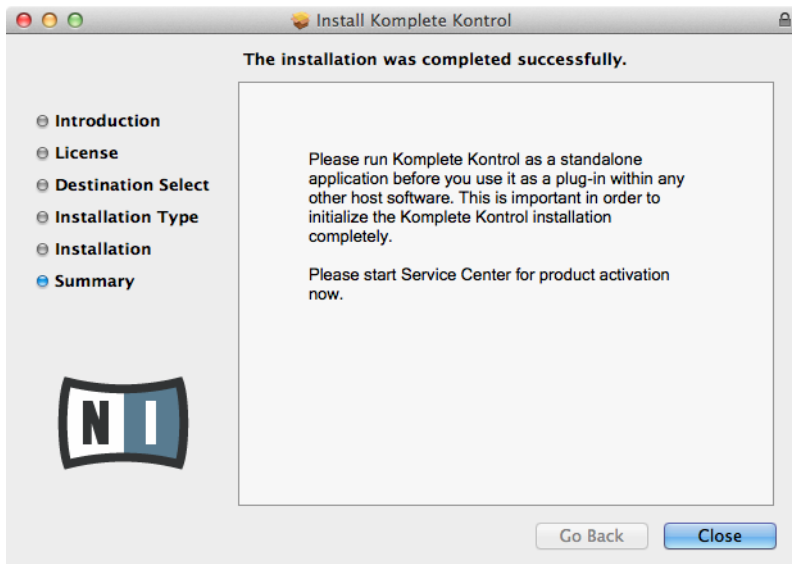 Install Komplete Kontrol
The installation was completed successfully.
Introduction
License
Destination Select
Installation Type
Installation
Summary
Please run Komplete Kontrol as a standalone
application before you use it as a plug-in within any
other host software. This is important in order to
initialize the Komplete Kontrol installation
completely.
Please start Service Center for product activation
now.
NI
Go Back
Close